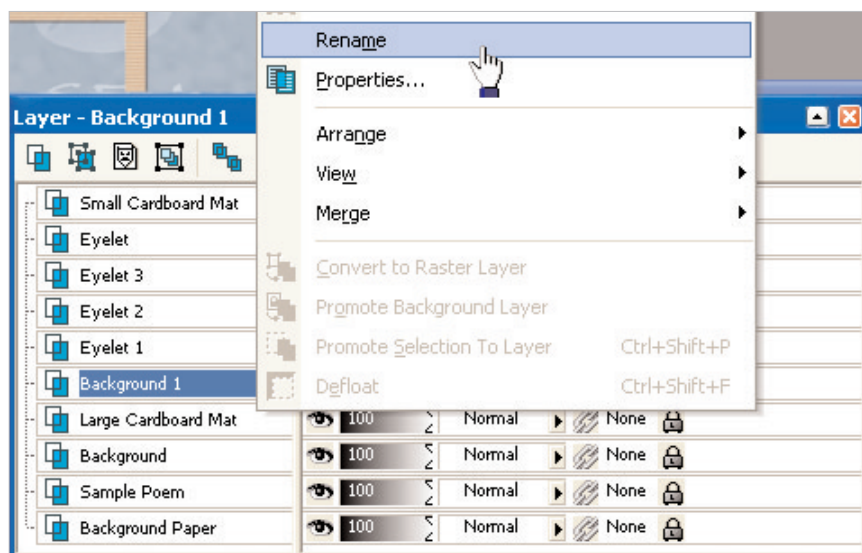 Rename
Properties...
Layer - Background 1
Arrange
View
Merge
Small Cardboard Mat
Eyelet
Eyelet 3
Convert to Raster Layer
Eyelet 2
Promote Background Layer
Eyelet 1
Promote Selection To Layer Ctrl+Shift+P
Background 1
Defloat Ctrl+Shift+F
Large Cardboard Mat 100 Normal None
Background 100 Normal None
Sample Poem 100 Normal None
Background Paper 100 Normal None